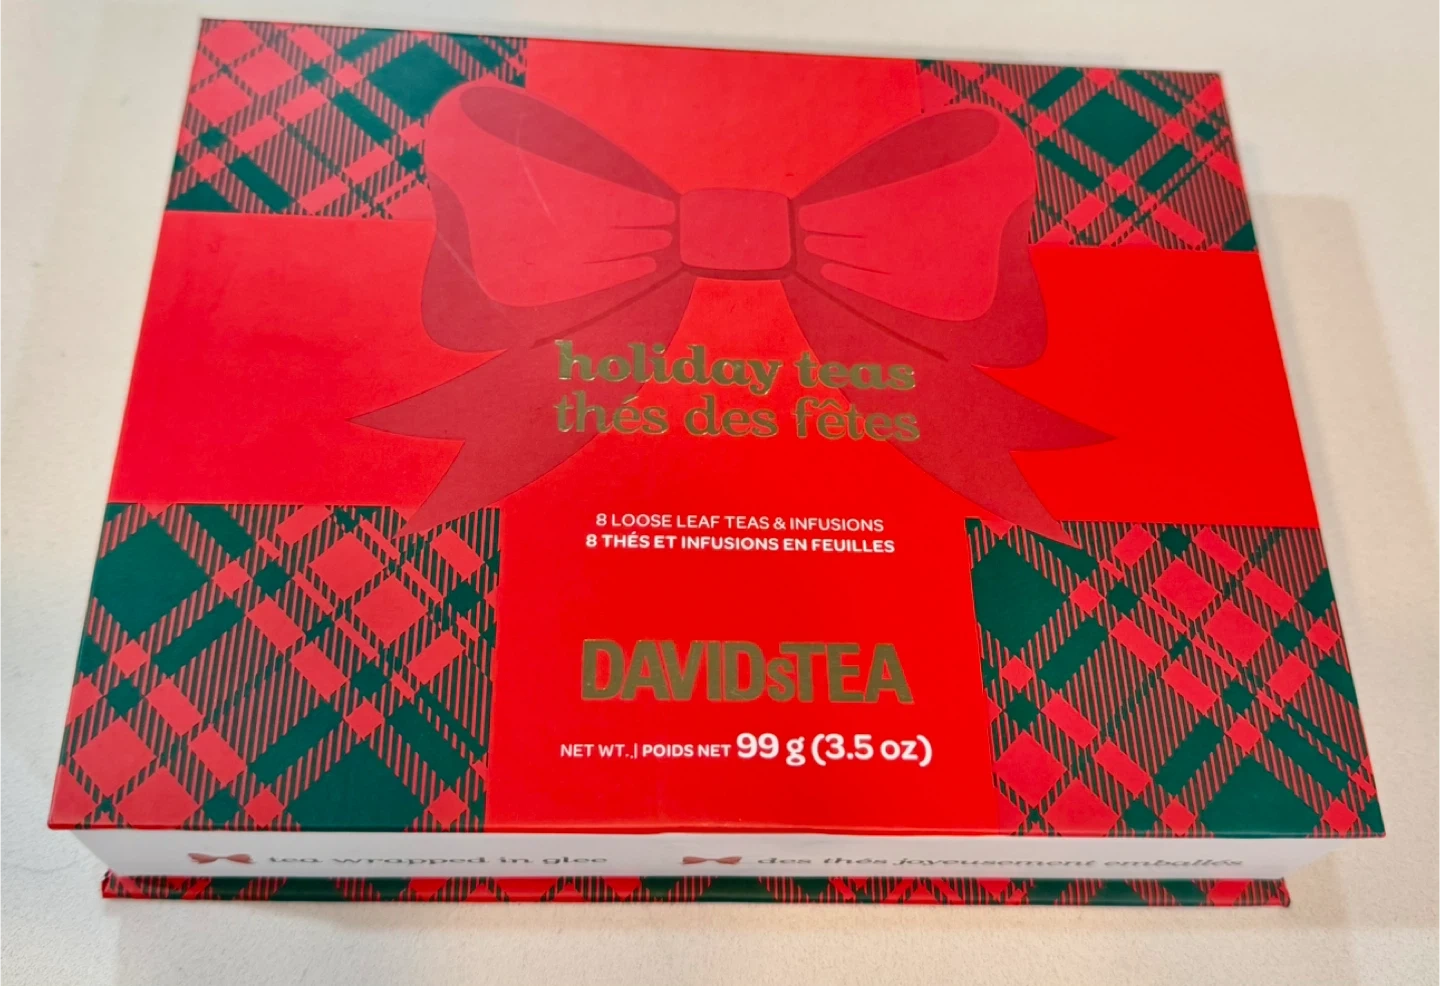 holiday teas
thés des fêtes
8 LOOSE LEAF TEAS & INFUSIONS
8 THÉS ET INFUSIONS EN FEUILLES
DAVIDsTEA
NET WT. | POIDS NET 99 g (3.5 oz)
tea wrapped in glee des thés joyeusement emballés